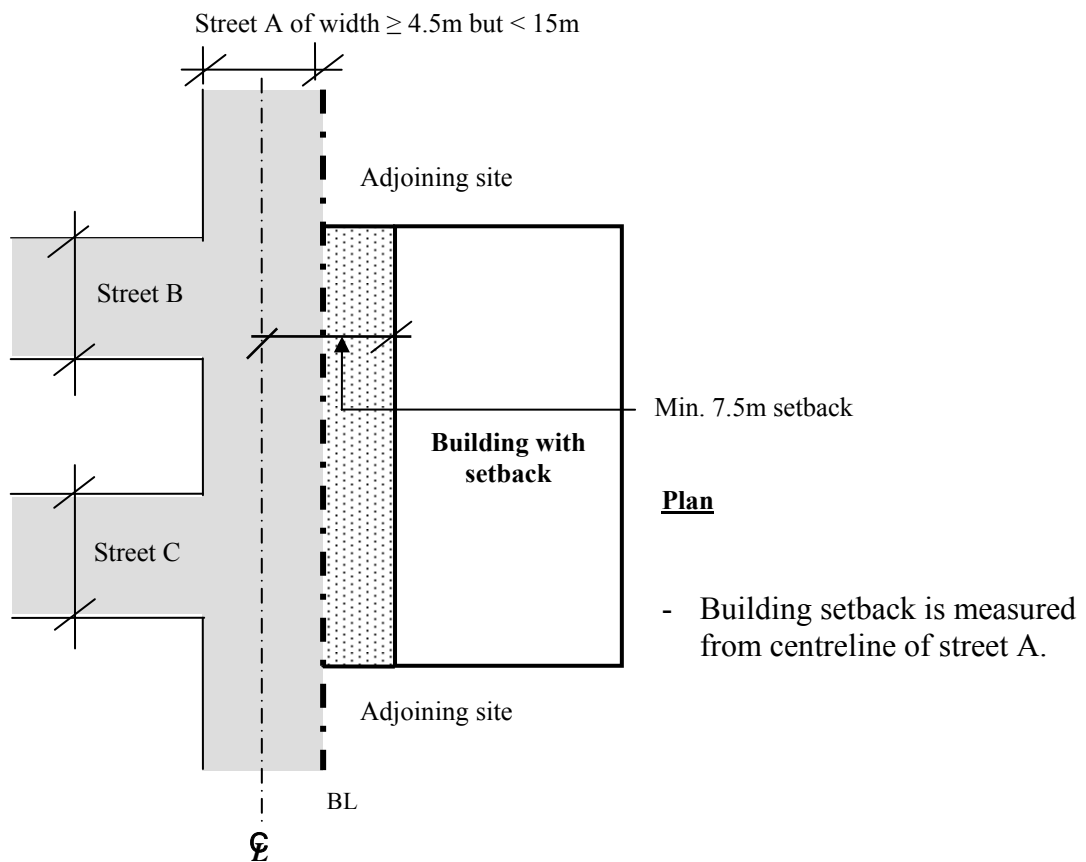 Street A of width ≥ 4.5m but < 15m
Adjoining site
Street B
Min. 7.5m setback
Building with
setback
Plan
Street C
- Building setback is measured
from centreline of street A.
Adjoining site
BL
℄